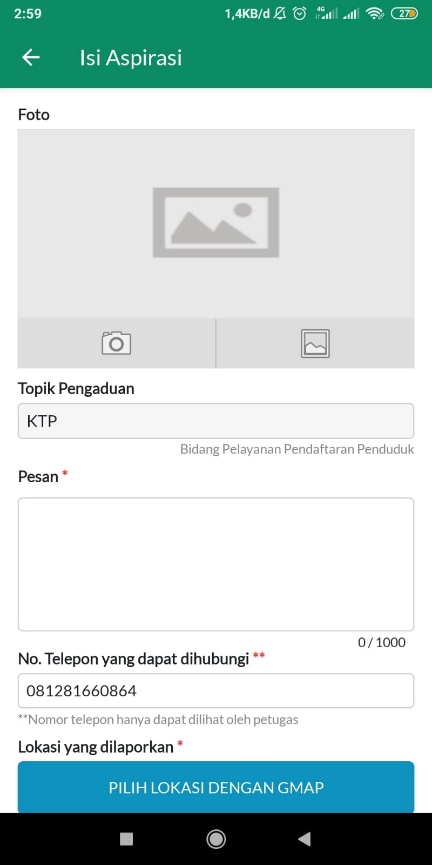 2:59
1,4KB/d
4G
27
Isi Aspirasi
Foto
Topik Pengaduan
KTP
Bidang Pelayanan Pendaftaran Penduduk
Pesan *
0 / 1000
No. Telepon yang dapat dihubungi **
081281660864
**Nomor telepon hanya dapat dilihat oleh petugas
Lokasi yang dilaporkan *
PILIH LOKASI DENGAN GMAP